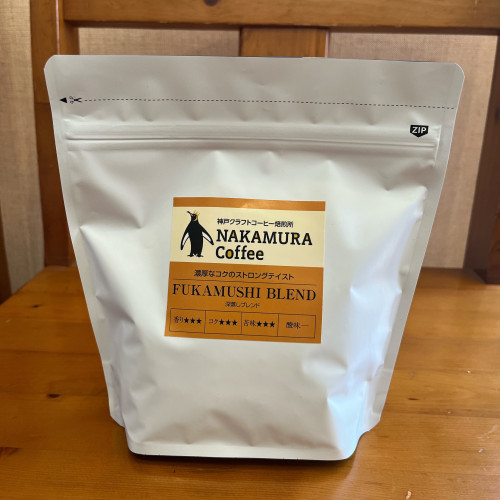 ZIP
神戸クラフトコーヒー焙煎所
NAKAMURA
Coffee
濃厚なコクのストロングテイスト
FUKAMUSHI BLEND
深蒸しブレンド
香り★★★ コク★★★ 苦味★★★ 酸味－